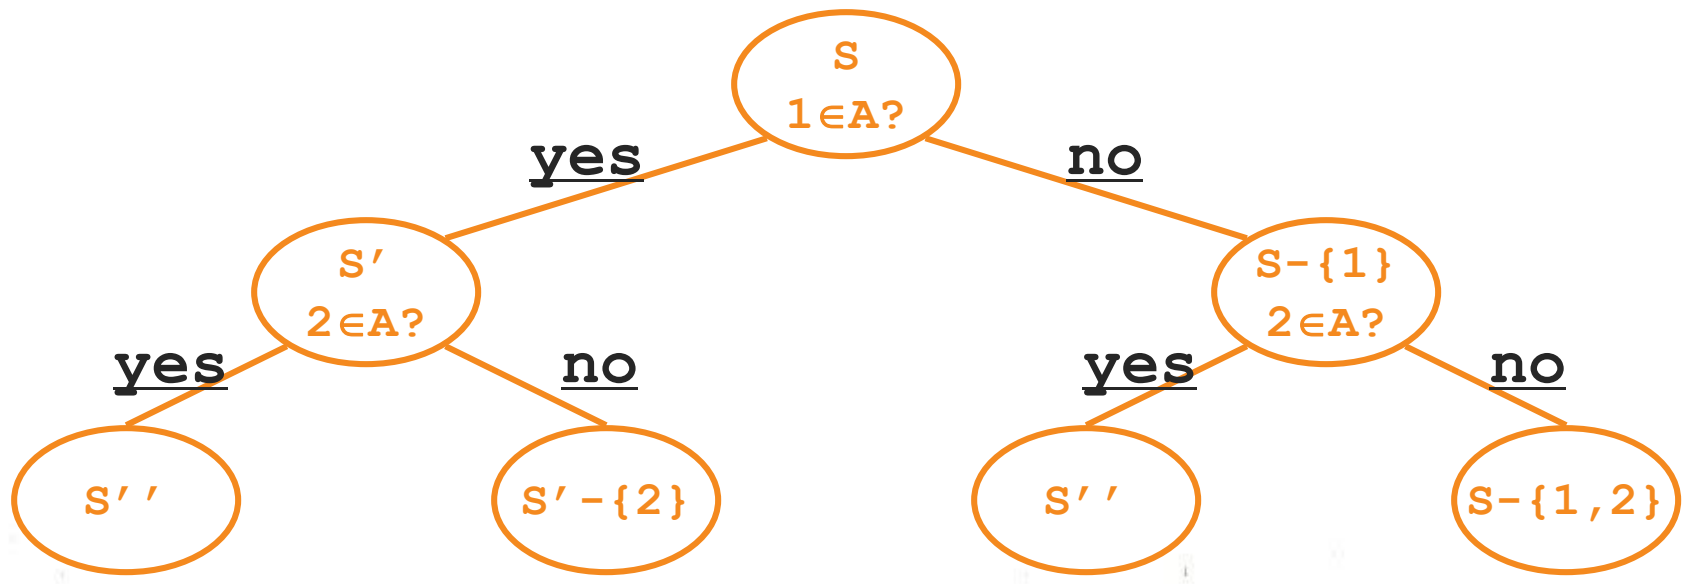 S
1∈A?
yes
no
S′
2∈A?
S-{1}
2∈A?
yes
no
yes
no
S′′
S′-{2}
S′′
S-{1,2}